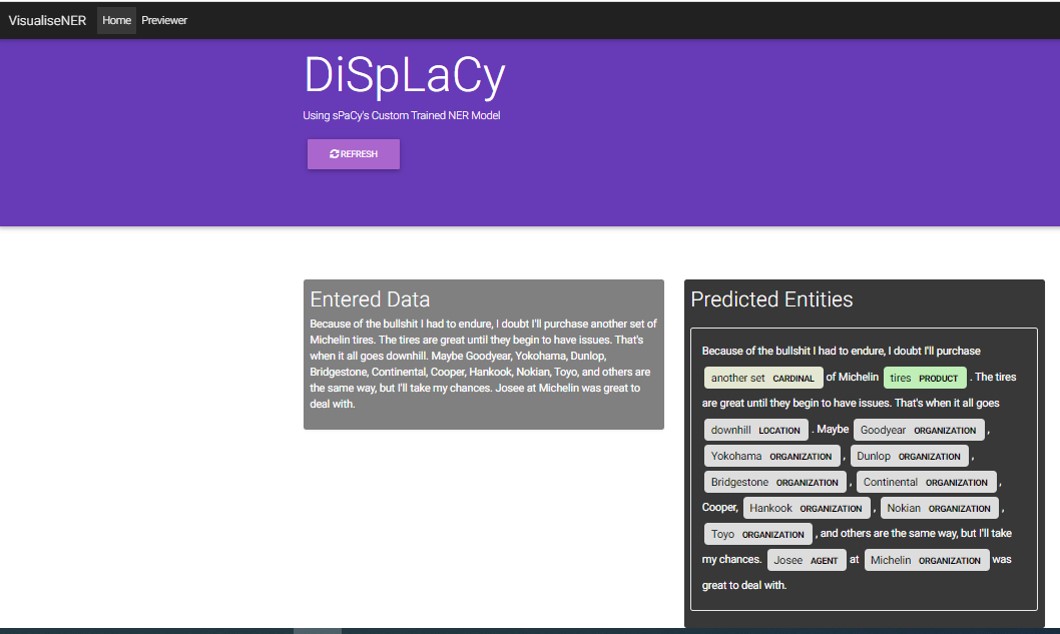 VisualiseNER Home Previewer
DiSpLaCy
Using sPaCy's Custom Trained NER Model
REFRESH
Entered Data
Because of the bullshit I had to endure, I doubt I'll purchase another set of
Michelin tires. The tires are great until they begin to have issues. That's
when it all goes downhill. Maybe Goodyear, Yokohama, Dunlop,
Bridgestone, Continental, Cooper, Hankook, Nokian, Toyo, and others are
the same way, but I'll take my chances. Josee at Michelin was great to
deal with.
Predicted Entities
Because of the bullshit I had to endure, I doubt I'll purchase
another set CARDINAL of Michelin tires PRODUCT . The tires
are great until they begin to have issues. That's when it all goes
downhill LOCATION . Maybe Goodyear ORGANIZATION ,
Yokohama ORGANIZATION , Dunlop ORGANIZATION ,
Bridgestone ORGANIZATION , Continental ORGANIZATION ,
Cooper, Hankook ORGANIZATION , Nokian ORGANIZATION ,
Toyo ORGANIZATION , and others are the same way, but I'll take
my chances. Josee AGENT at Michelin ORGANIZATION was
great to deal with.